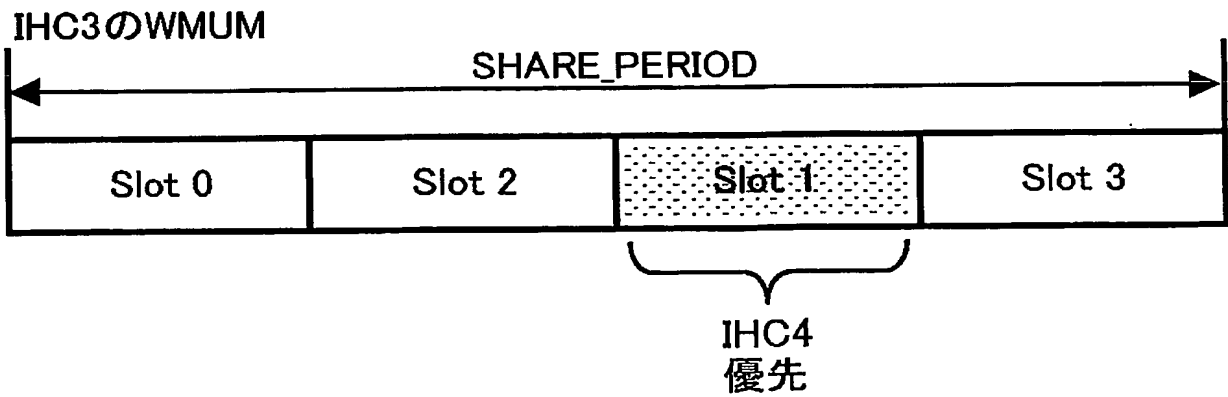 IHC3のWMUM
SHARE_PERIOD
Slot 0 Slot 2 Slot 1 Slot 3
IHC4
優先